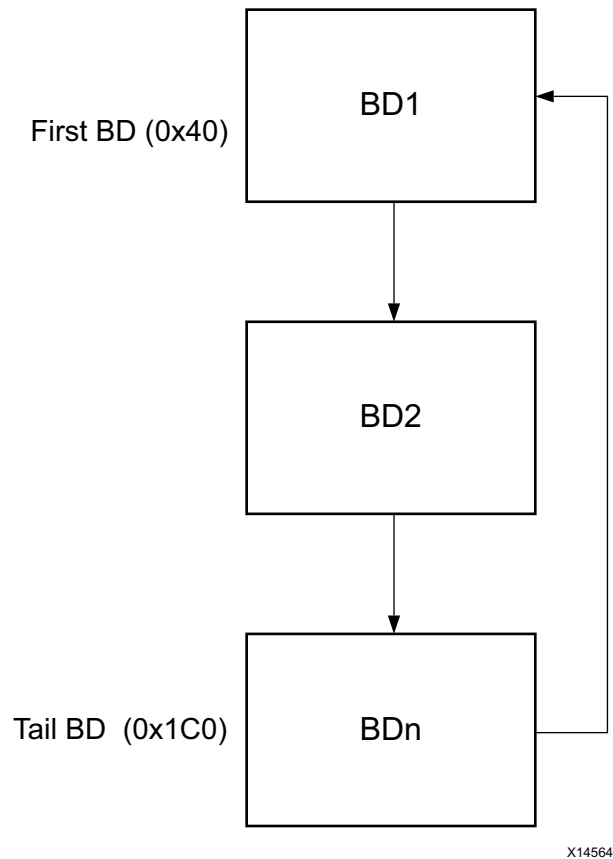 BD1
First BD (0x40)
BD2
Tail BD (0x1C0)
BDn
X14564